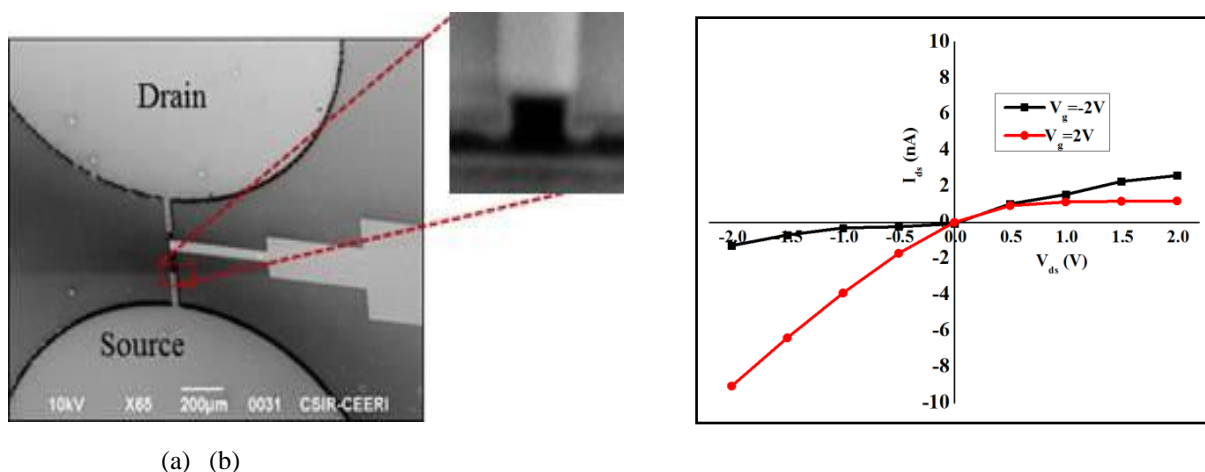 Drain
Source
10kV X65 200µm 0031 CSIR-CEERI
10
8
6
4
2
0
-2
-4
-6
-8
-10
I_ds (nA)
V_g=-2V
V_g=2V
-2.0 -1.5 -1.0 -0.5 0.0 0.5 1.0 1.5 2.0
V_ds (V)
(a) (b)